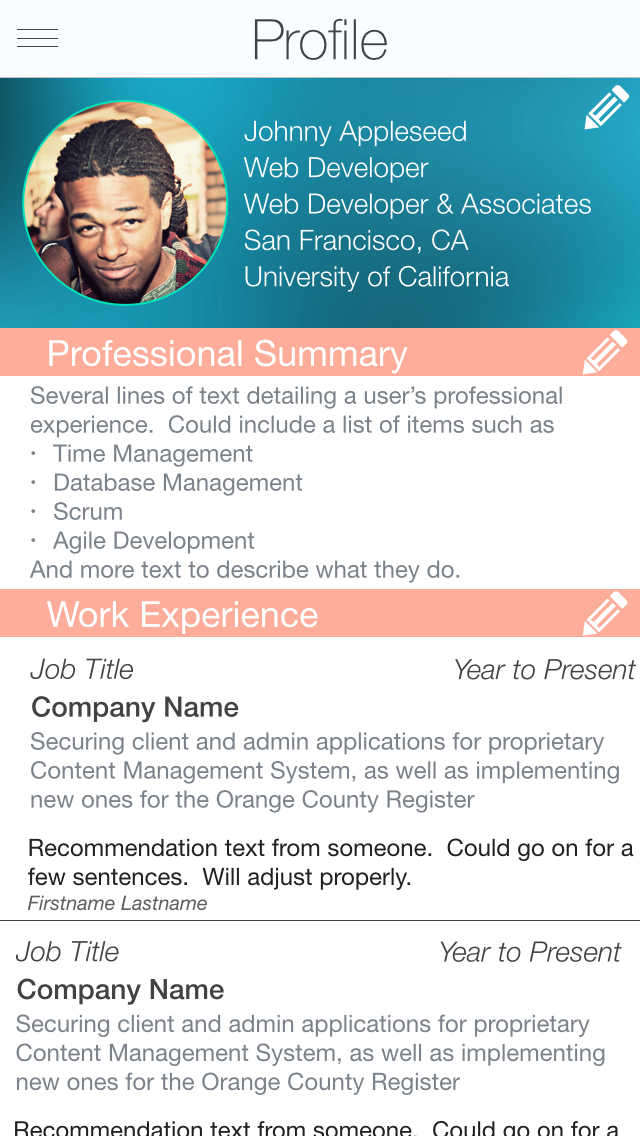 Profile
Johnny Appleseed
Web Developer
Web Developer & Associates
San Francisco, CA
University of California
Professional Summary
Several lines of text detailing a user’s professional
experience.  Could include a list of items such as
·  Time Management
·  Database Management
·  Scrum
·  Agile Development
And more text to describe what they do.
Work Experience
Job Title  Year to Present
Company Name
Securing client and admin applications for proprietary
Content Management System, as well as implementing
new ones for the Orange County Register
Recommendation text from someone.  Could go on for a
few sentences.  Will adjust properly.
Firstname Lastname
Job Title  Year to Present
Company Name
Securing client and admin applications for proprietary
Content Management System, as well as implementing
new ones for the Orange County Register
Recommendation text from someone.  Could go on for a